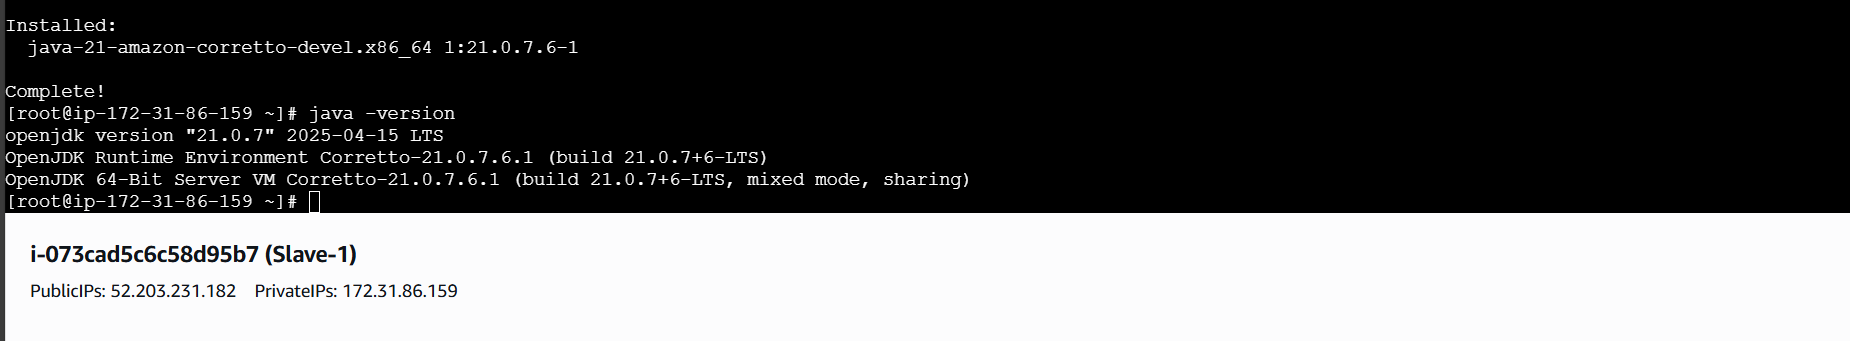 Installed:
java-21-amazon-corretto-devel.x86_64 1:21.0.7.6-1
Complete!
[root@ip-172-31-86-159 ~]# java -version
openjdk version "21.0.7" 2025-04-15 LTS
OpenJDK Runtime Environment Corretto-21.0.7.6.1 (build 21.0.7+6-LTS)
OpenJDK 64-Bit Server VM Corretto-21.0.7.6.1 (build 21.0.7+6-LTS, mixed mode, sharing)
[root@ip-172-31-86-159 ~]#
i-073cad5c6c58d95b7 (Slave-1)
PublicIPs: 52.203.231.182 PrivateIPs: 172.31.86.159